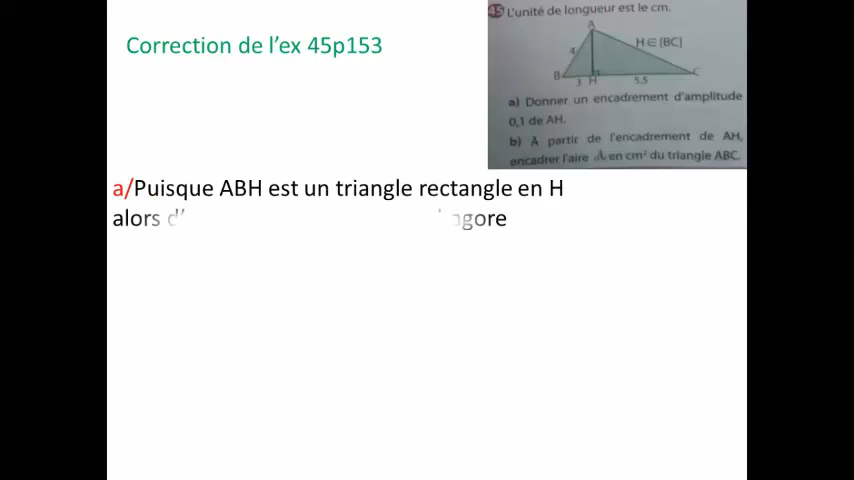 Correction de l'ex 45p153
45 L'unité de longueur est le cm.
A
4
H ∈ [BC]
B
3
H
5,5
C
a) Donner un encadrement d'amplitude
0,1 de AH.
b) À partir de l'encadrement de AH,
encadrer l'aire 𝒜 en cm² du triangle ABC.
a/Puisque ABH est un triangle rectangle en H
alors d'